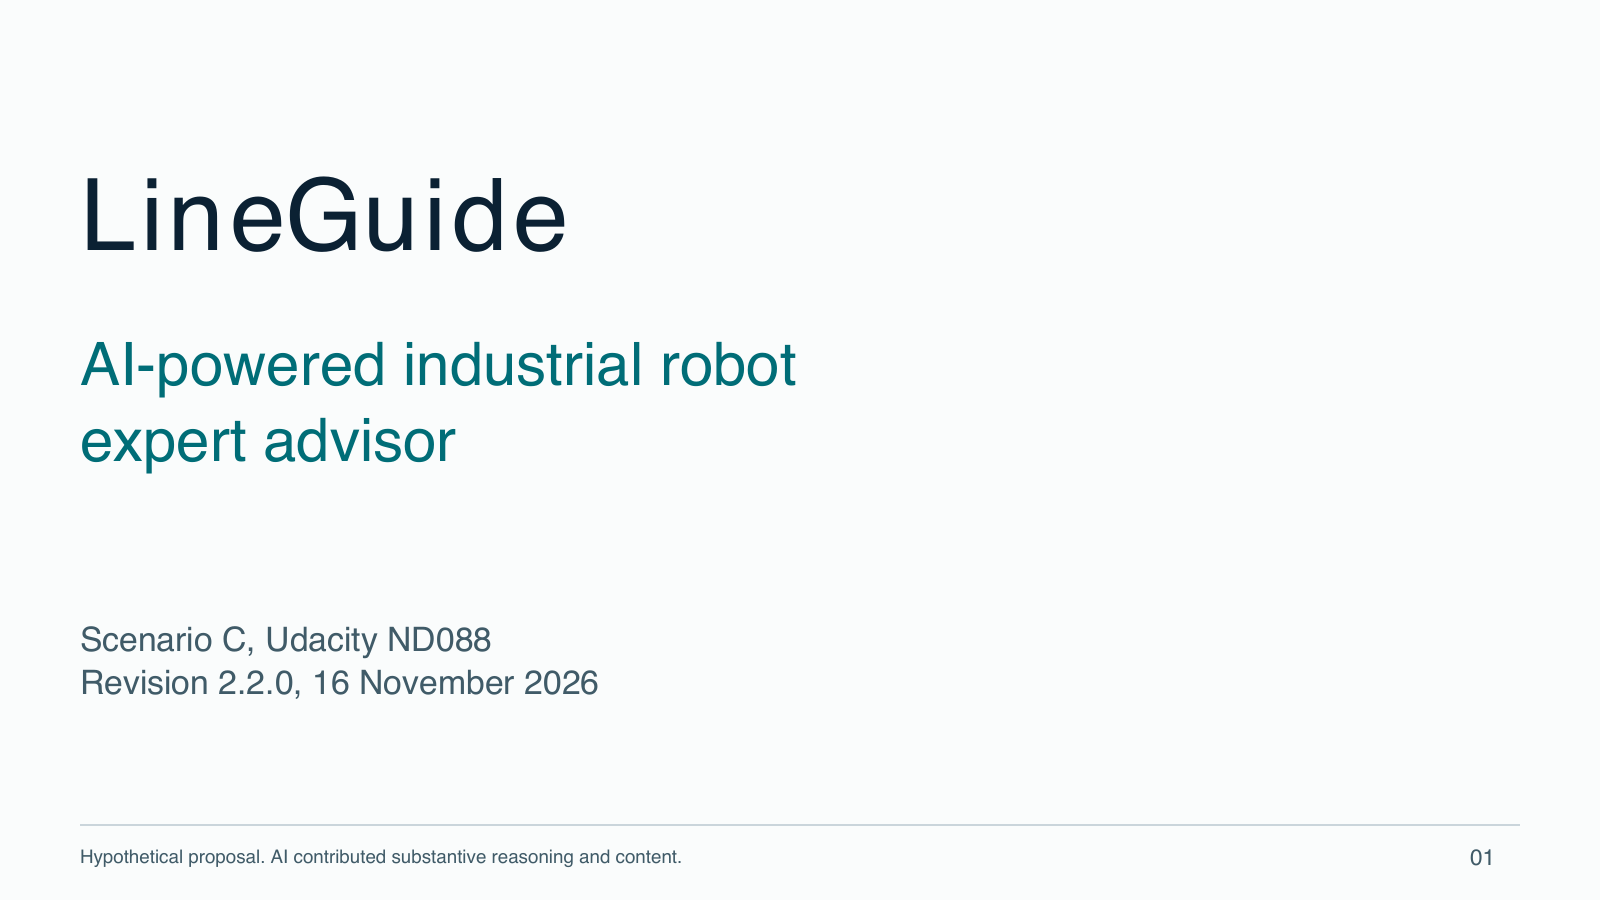 LineGuide
AI-powered industrial robot
expert advisor
Scenario C, Udacity ND088
Revision 2.2.0, 16 November 2026
Hypothetical proposal. AI contributed substantive reasoning and content.
01